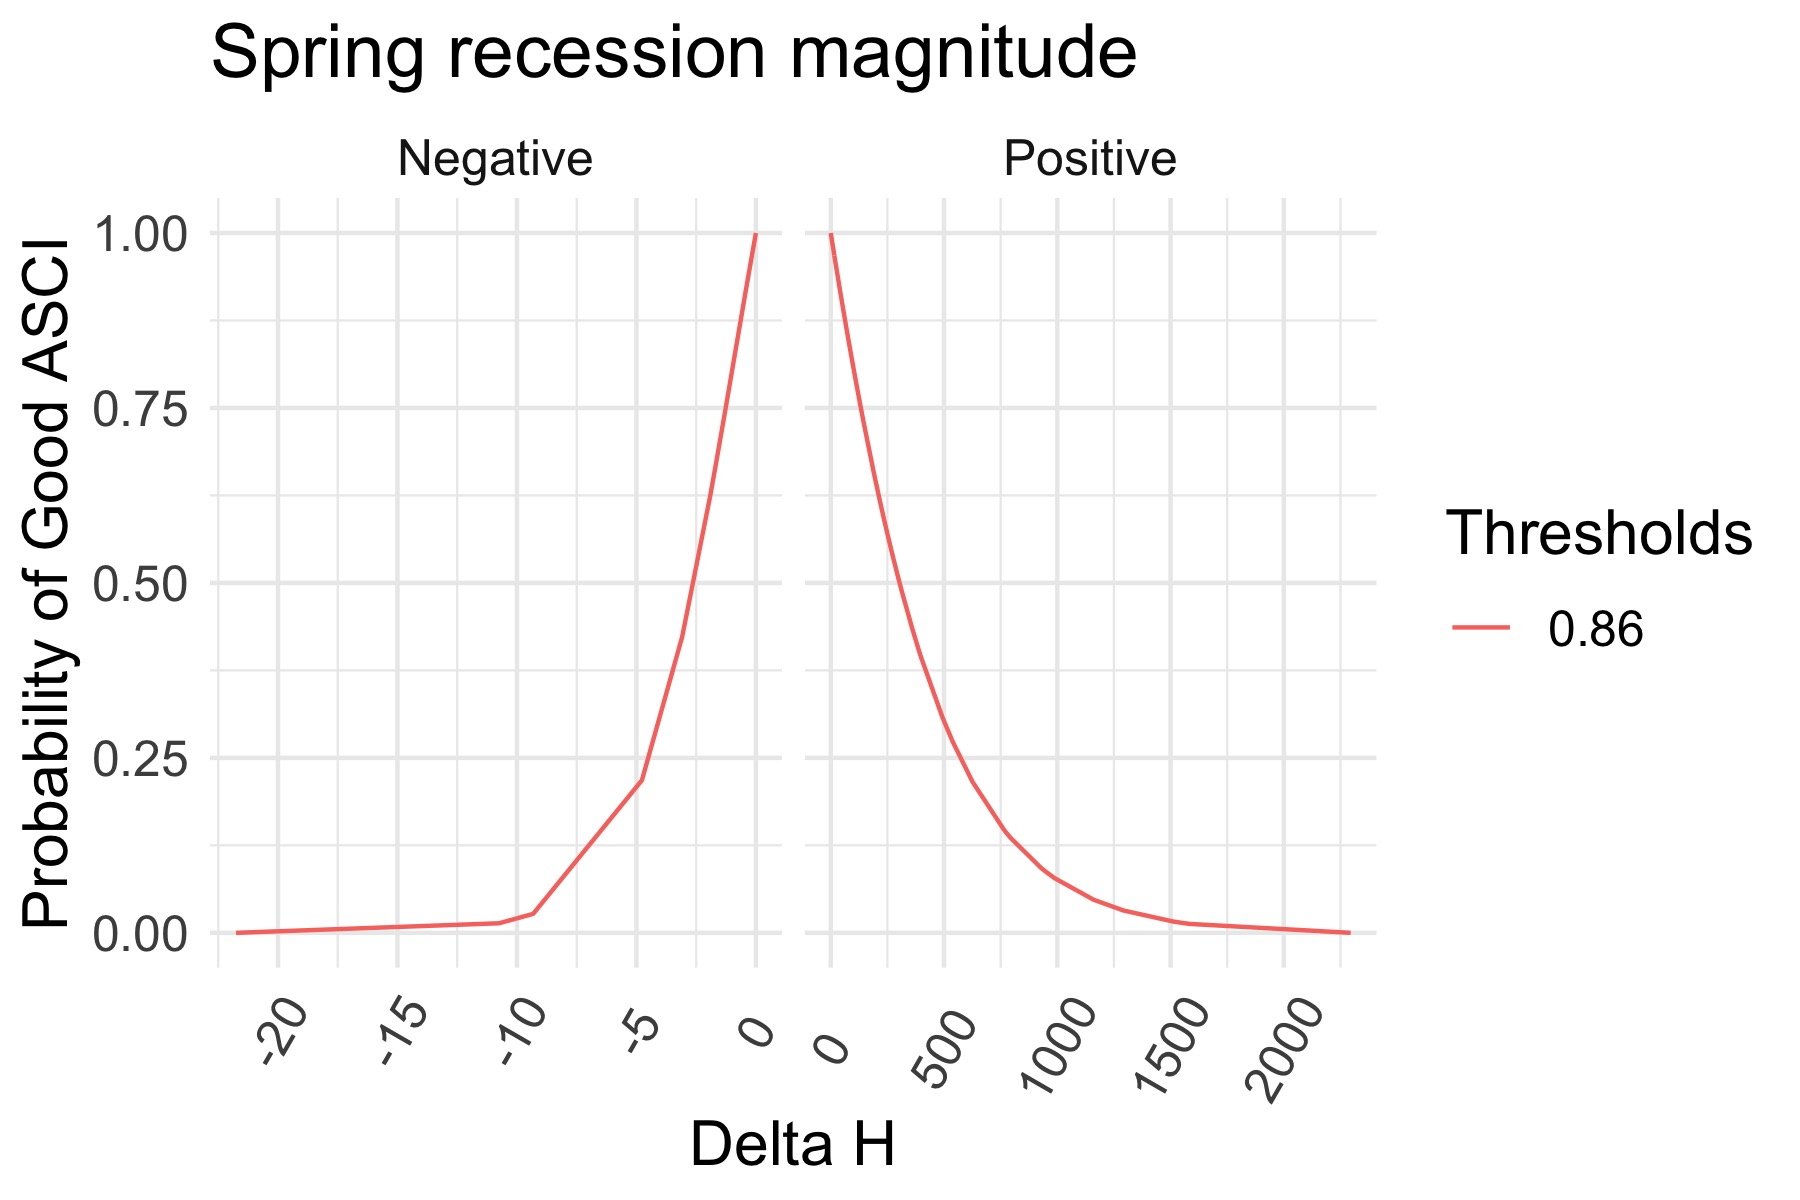 Spring recession magnitude
Negative
Positive
Probability of Good ASCI
1.00
0.75
0.50
0.25
0.00
-20
-15
-10
-5
0
0
500
1000
1500
2000
Delta H
Thresholds
0.86